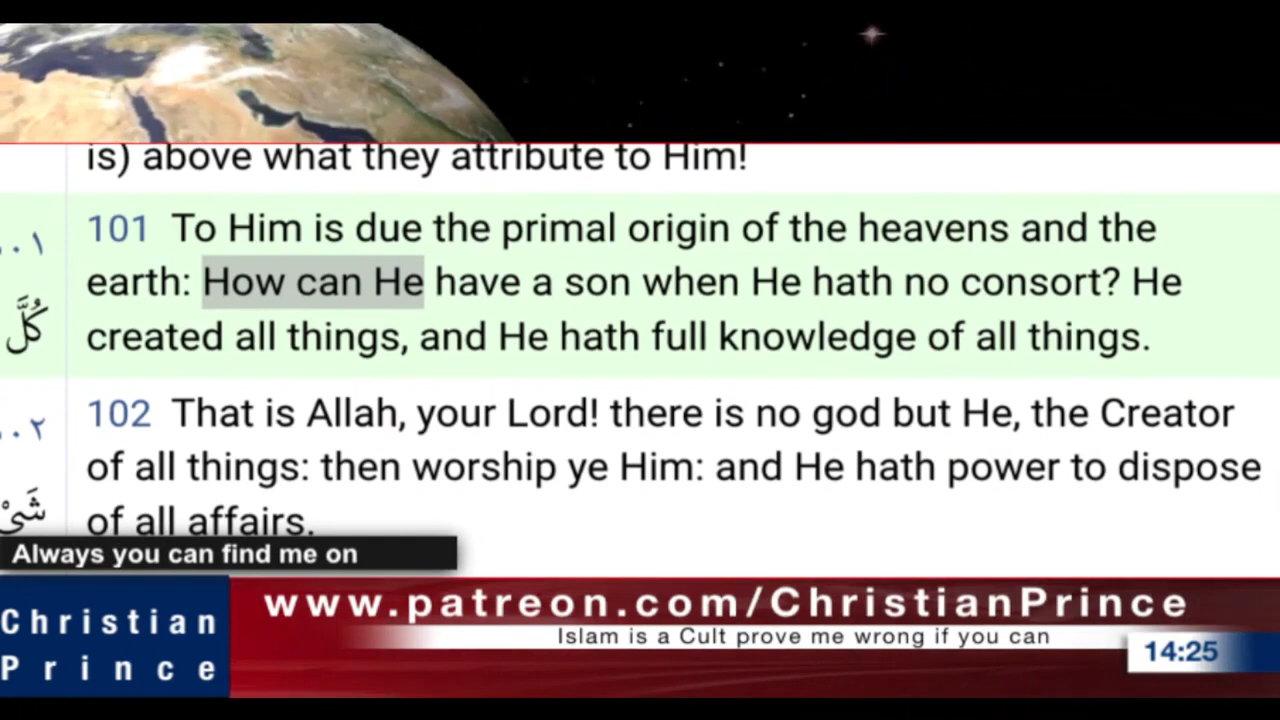 is) above what they attribute to Him!
101 To Him is due the primal origin of the heavens and the
earth: How can He have a son when He hath no consort? He
created all things, and He hath full knowledge of all things.
١٠١
كُلَّ
102 That is Allah, your Lord! there is no god but He, the Creator
of all things: then worship ye Him: and He hath power to dispose
of all affairs.
Always you can find me on
www.patreon.com/ChristianPrince
Islam is a Cult prove me wrong if you can
Christian
Prince
14:25